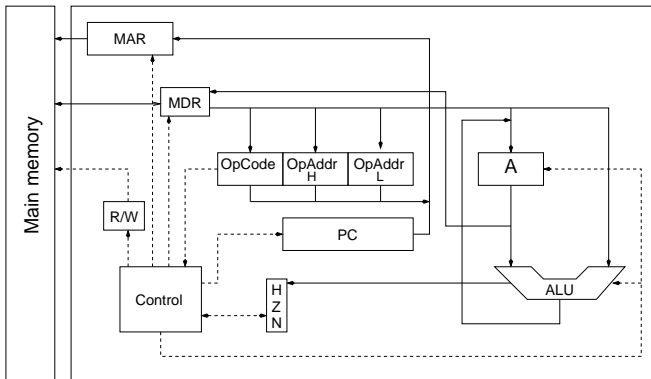 Main memory
MAR
MDR
OpCode
OpAddr
H
OpAddr
L
A
R/W
PC
Control
H
Z
N
ALU